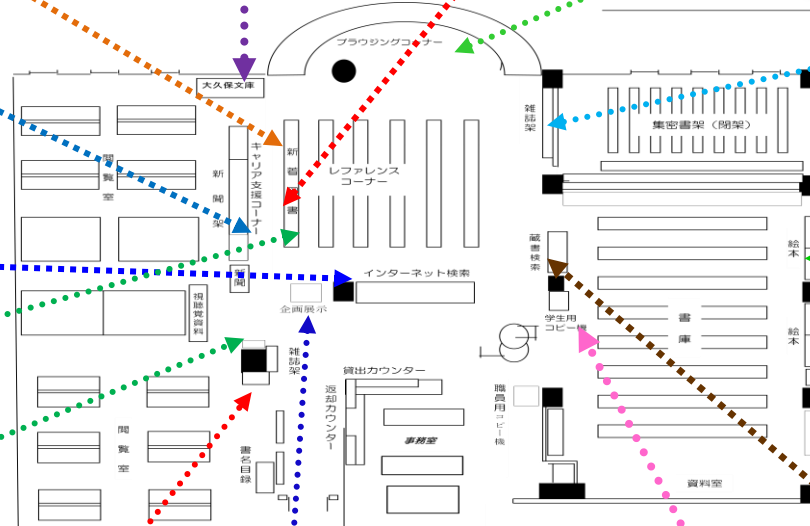 ブラウジングコーナー
大久保文庫
雑誌架
集密書架（閉架）
閲覧室
新聞架
キャリア支援コーナー
新着図書
レファレンス
コーナー
蔵書検索
絵本
新聞
インターネット検索
企画展示
視聴覚資料
学生用
コピー機
書庫
絵本
雑誌架
貸出カウンター
返却カウンター
職員用コピー機
閲覧室
事務室
書名目録
資料室